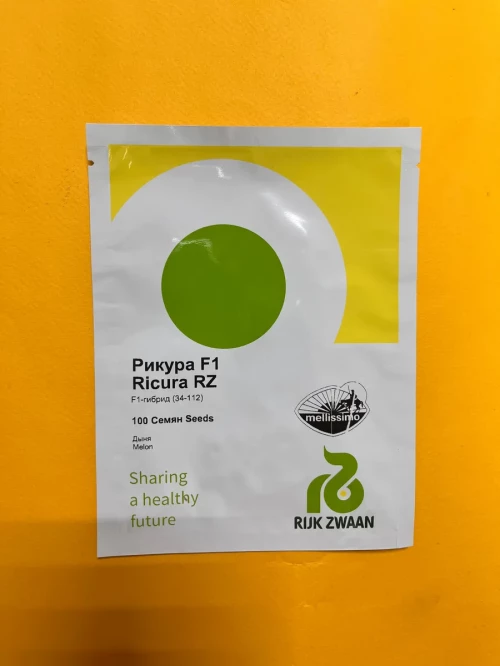 Рикура F1
Ricura RZ
F1-гибрид (34-112)
100 Семян Seeds
Дыня
Melon
mellissimo
Sharing
a healthy
future
RIJK ZWAAN